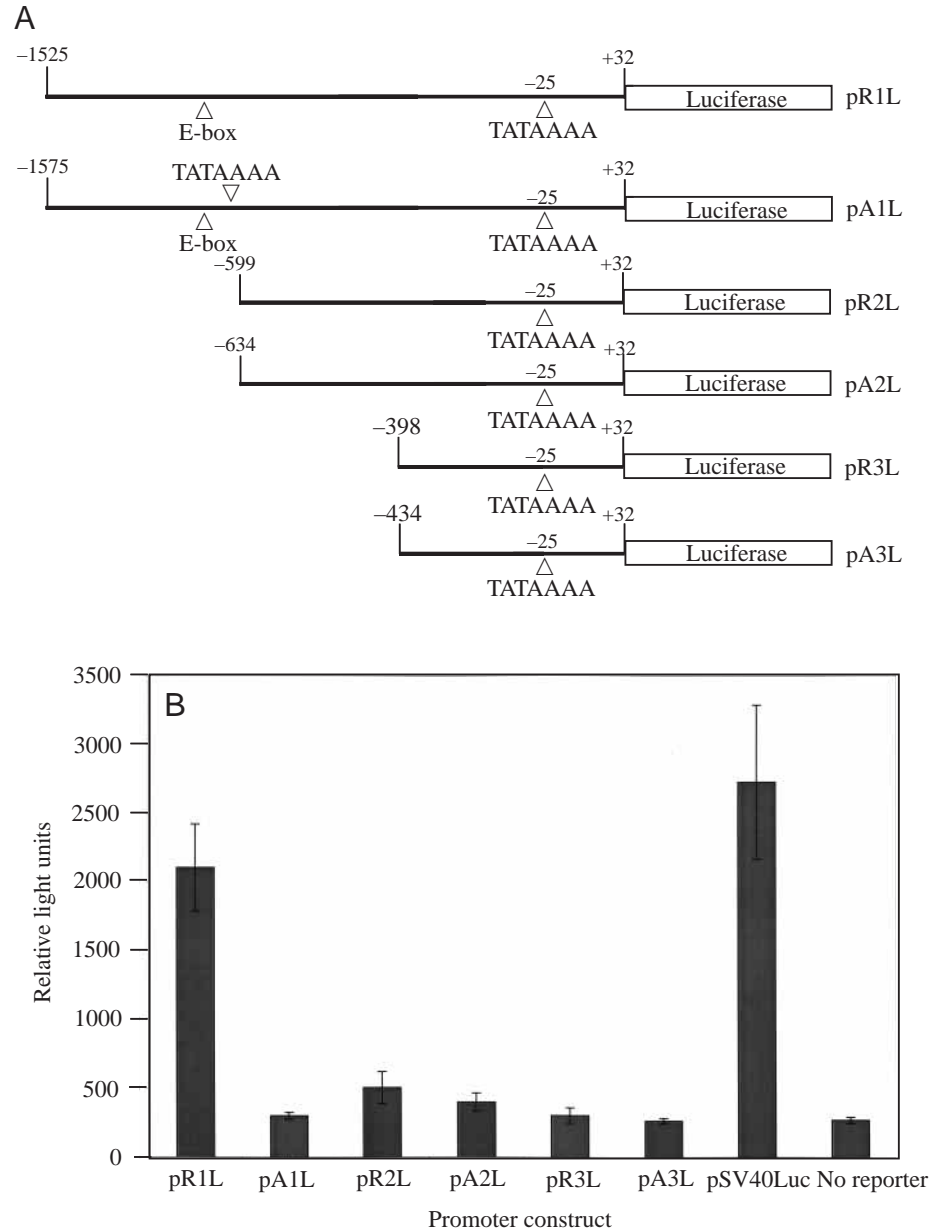 A
–1525
+32
–25
Luciferase
pR1L
E-box
TATAAAA
–1575
TATAAAA
+32
–25
Luciferase
pA1L
E-box
TATAAAA
–599
+32
–25
Luciferase
pR2L
TATAAAA
–634
+32
–25
Luciferase
pA2L
TATAAAA
–398
+32
–25
Luciferase
pR3L
TATAAAA
–434
+32
–25
Luciferase
pA3L
TATAAAA
B
3500
3000
2500
2000
1500
1000
500
0
Relative light units
pR1L pA1L pR2L pA2L pR3L pA3L pSV40Luc No reporter
Promoter construct